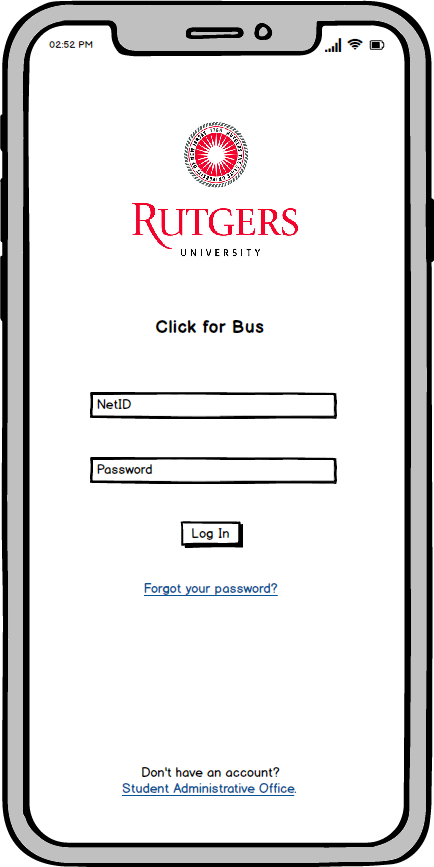 02:52 PM
RUTGERS
UNIVERSITY
Click for Bus
NetID
Password
Log In
Forgot your password?
Don't have an account?
Student Administrative Office.